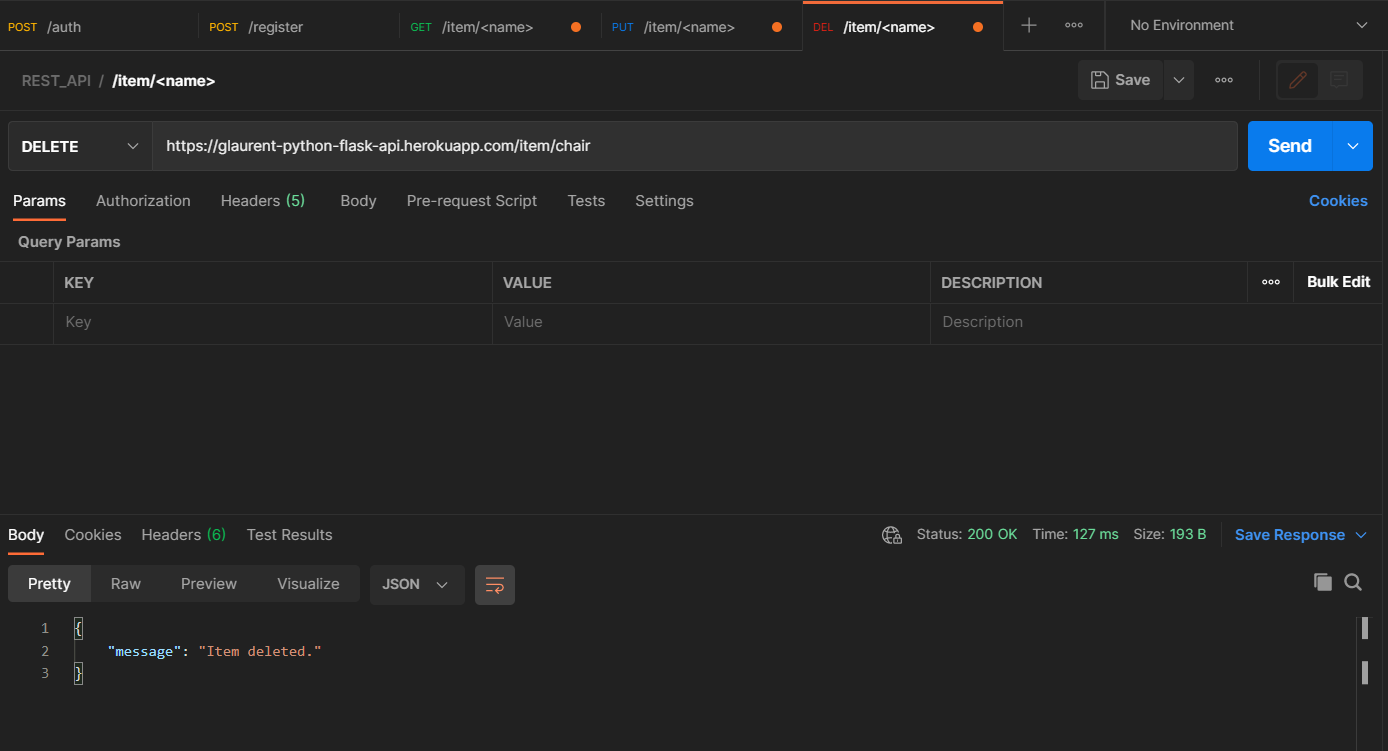 POST /auth POST /register GET /item/<name> PUT /item/<name> DEL /item/<name> No Environment
REST_API / /item/<name> Save
DELETE https://glaurent-python-flask-api.herokuapp.com/item/chair Send
Params Authorization Headers (5) Body Pre-request Script Tests Settings Cookies
Query Params
KEY VALUE DESCRIPTION Bulk Edit
Key Value Description
Body Cookies Headers (6) Test Results Status: 200 OK Time: 127 ms Size: 193 B Save Response
Pretty Raw Preview Visualize JSON
1 {
2 "message": "Item deleted."
3 }